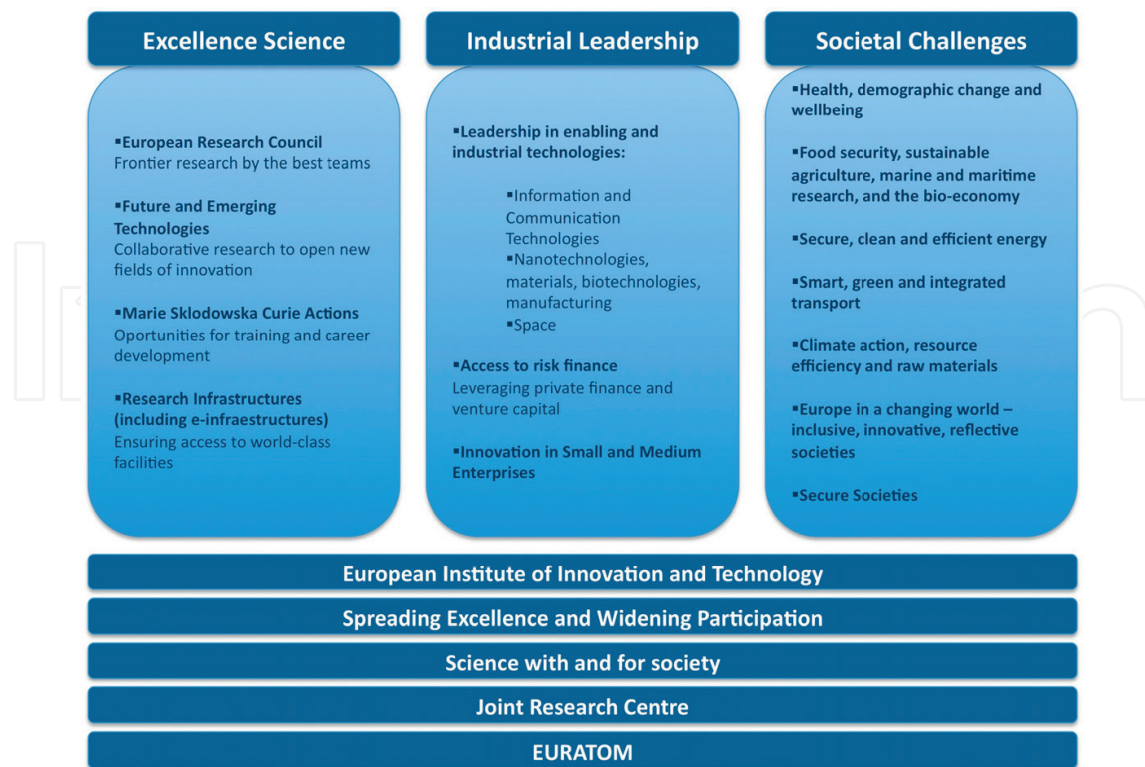 Excellence Science
▪European Research Council
Frontier research by the best teams
▪Future and Emerging
Technologies
Collaborative research to open new
fields of innovation
▪Marie Sklodowska Curie Actions
Oportunities for training and career
development
▪Research Infrastructures
(including e-infraestructures)
Ensuring access to world-class
facilities
Industrial Leadership
▪Leadership in enabling and
industrial technologies:
▪Information and
Communication
Technologies
▪Nanotechnologies,
materials, biotechnologies,
manufacturing
▪Space
▪Access to risk finance
Leveraging private finance and
venture capital
▪Innovation in Small and Medium
Enterprises
Societal Challenges
▪Health, demographic change and
wellbeing
▪Food security, sustainable
agriculture, marine and maritime
research, and the bio-economy
▪Secure, clean and efficient energy
▪Smart, green and integrated
transport
▪Climate action, resource
efficiency and raw materials
▪Europe in a changing world –
inclusive, innovative, reflective
societies
▪Secure Societies
European Institute of Innovation and Technology
Spreading Excellence and Widening Participation
Science with and for society
Joint Research Centre
EURATOM